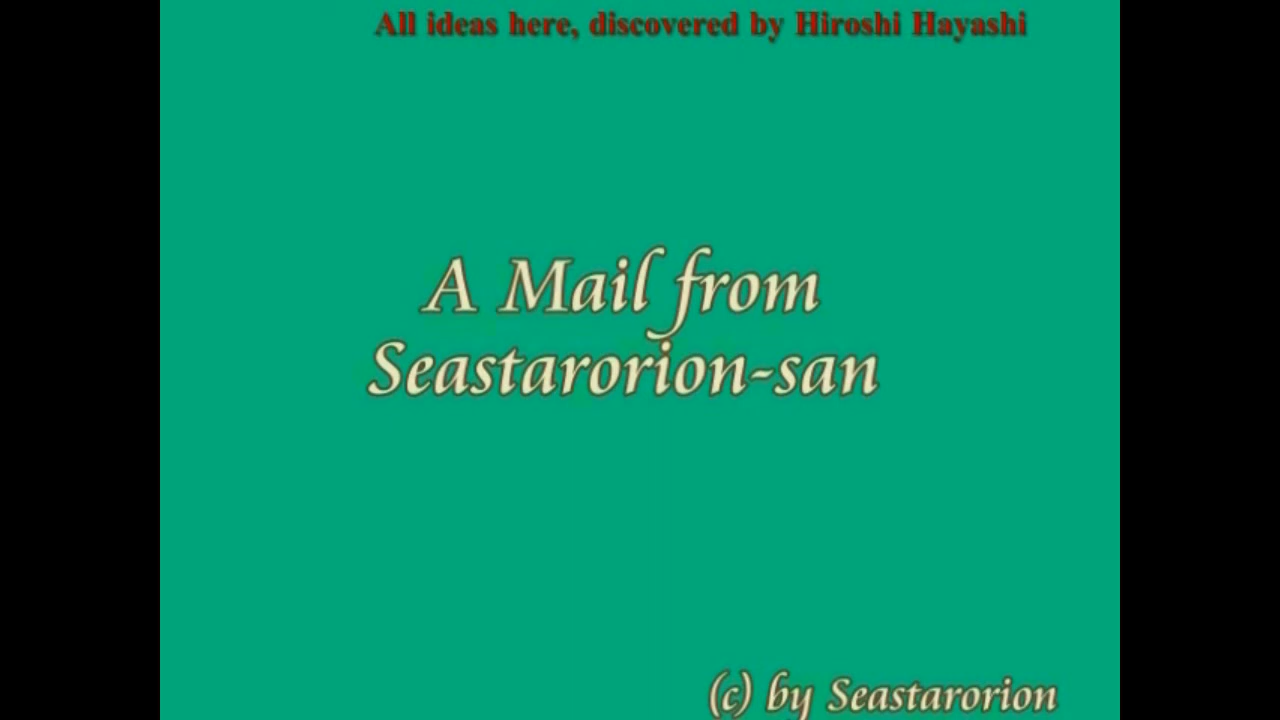 All ideas here, discovered by Hiroshi Hayashi
A Mail from
Seastarorion-san
(c) by Seastarorion